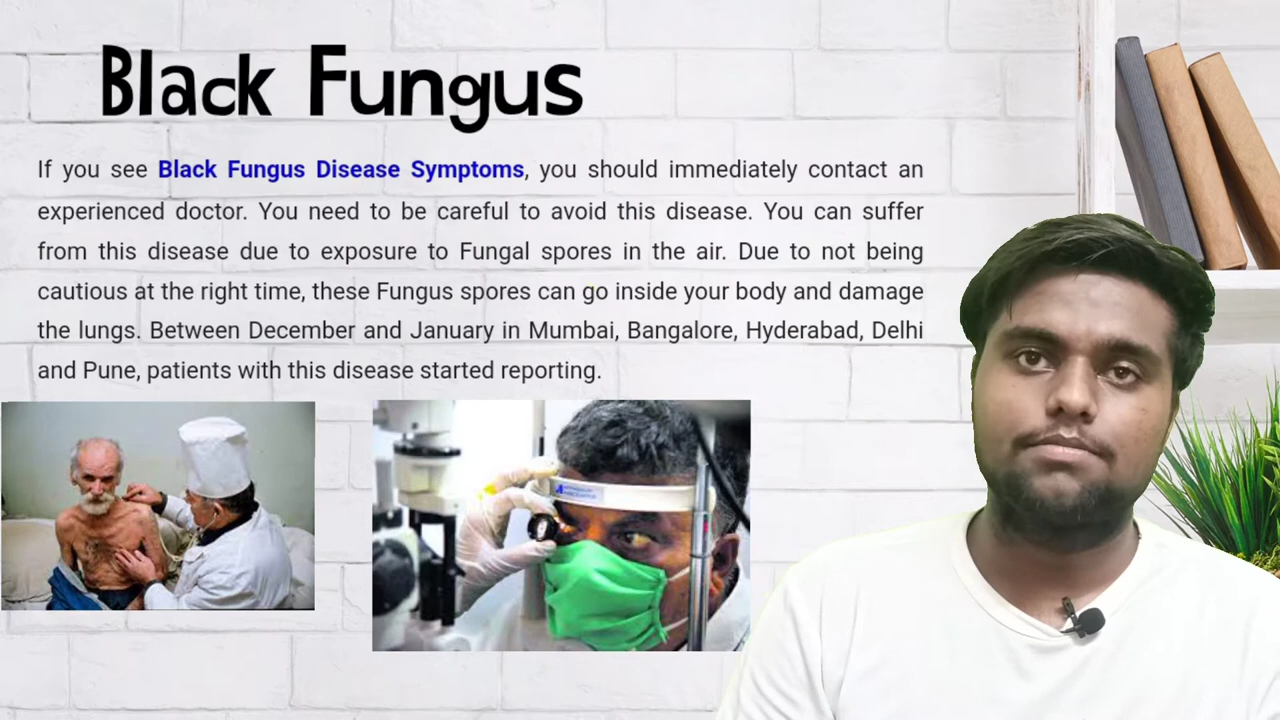 Black Fungus
If you see Black Fungus Disease Symptoms, you should immediately contact an
experienced doctor. You need to be careful to avoid this disease. You can suffer
from this disease due to exposure to Fungal spores in the air. Due to not being
cautious at the right time, these Fungus spores can go inside your body and damage
the lungs. Between December and January in Mumbai, Bangalore, Hyderabad, Delhi
and Pune, patients with this disease started reporting.